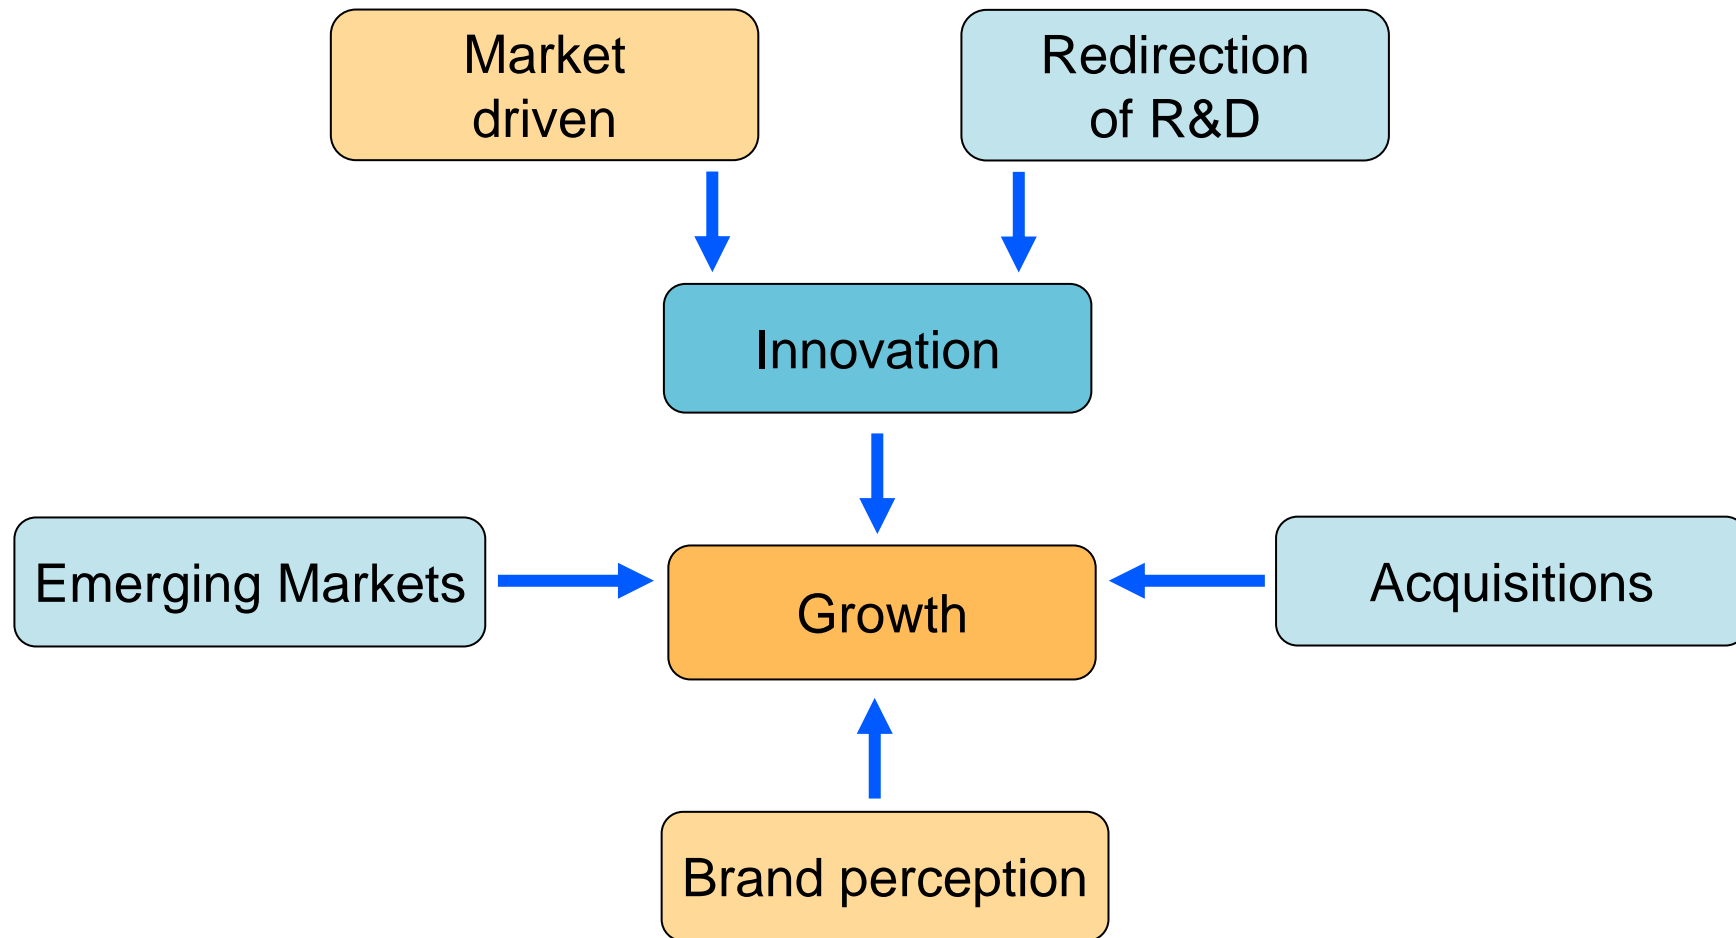 Market
driven
Redirection
of R&D
Innovation
Emerging Markets
Growth
Acquisitions
Brand perception